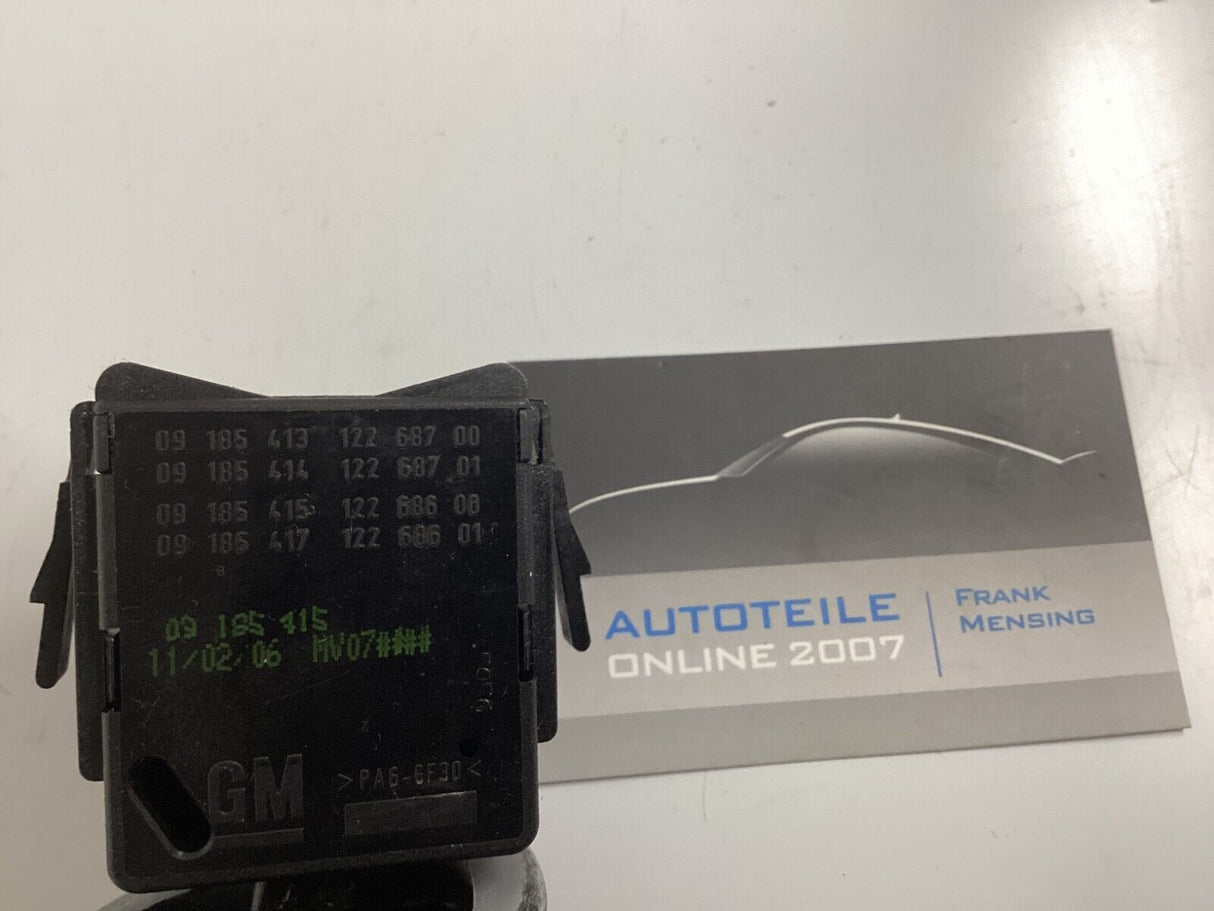 09 185 413 122 687 00
09 185 414 122 687 01
09 185 415 122 686 00
09 185 417 122 686 01
09 185 415
11/02/06 MV07####
GM
>PA6-GF30<
AUTOTEILE
ONLINE 2007
FRANK
MENSING